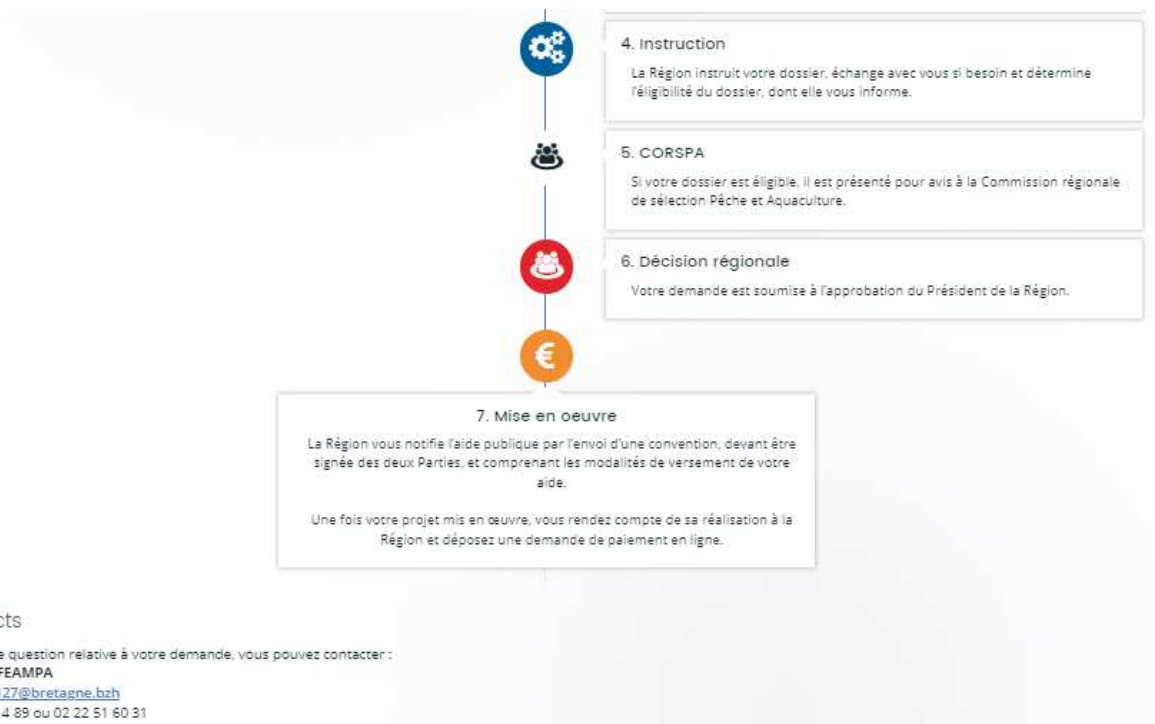 4. Instruction
La Région instruit votre dossier, échange avec vous si besoin et détermine
l'éligibilité du dossier, dont elle vous informe.
5. CORSPA
Si votre dossier est éligible, il est présenté pour avis à la Commission régionale
de sélection Pêche et Aquaculture.
6. Décision régionale
Votre demande est soumise à l'approbation du Président de la Région.
€
7. Mise en oeuvre
La Région vous notifie l'aide publique par l'envoi d'une convention, devant être
signée des deux Parties, et comprenant les modalités de versement de votre
aide.
Une fois votre projet mis en œuvre, vous rendez compte de sa réalisation à la
Région et déposez une demande de paiement en ligne.
cts
e question relative à votre demande, vous pouvez contacter :
FEAMPA
127@bretagne.bzh
4 89 ou 02 22 51 60 31